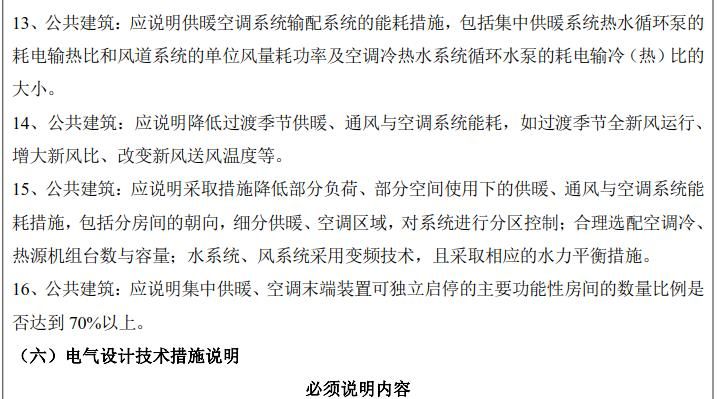 13、公共建筑：应说明供暖空调系统输配系统的能耗措施，包括集中供暖系统热水循环泵的
耗电输热比和风道系统的单位风量耗功率及空调冷热水系统循环水泵的耗电输冷（热）比的
大小。
14、公共建筑：应说明降低过渡季节供暖、通风与空调系统能耗，如过渡季节全新风运行、
增大新风比、改变新风送风温度等。
15、公共建筑：应说明采取措施降低部分负荷、部分空间使用下的供暖、通风与空调系统能
耗措施，包括分房间的朝向，细分供暖、空调区域，对系统进行分区控制；合理选配空调冷、
热源机组台数与容量；水系统、风系统采用变频技术，且采取相应的水力平衡措施。
16、公共建筑：应说明集中供暖、空调末端装置可独立启停的主要功能性房间的数量比例是
否达到 70%以上。
（六）电气设计技术措施说明
必须说明内容